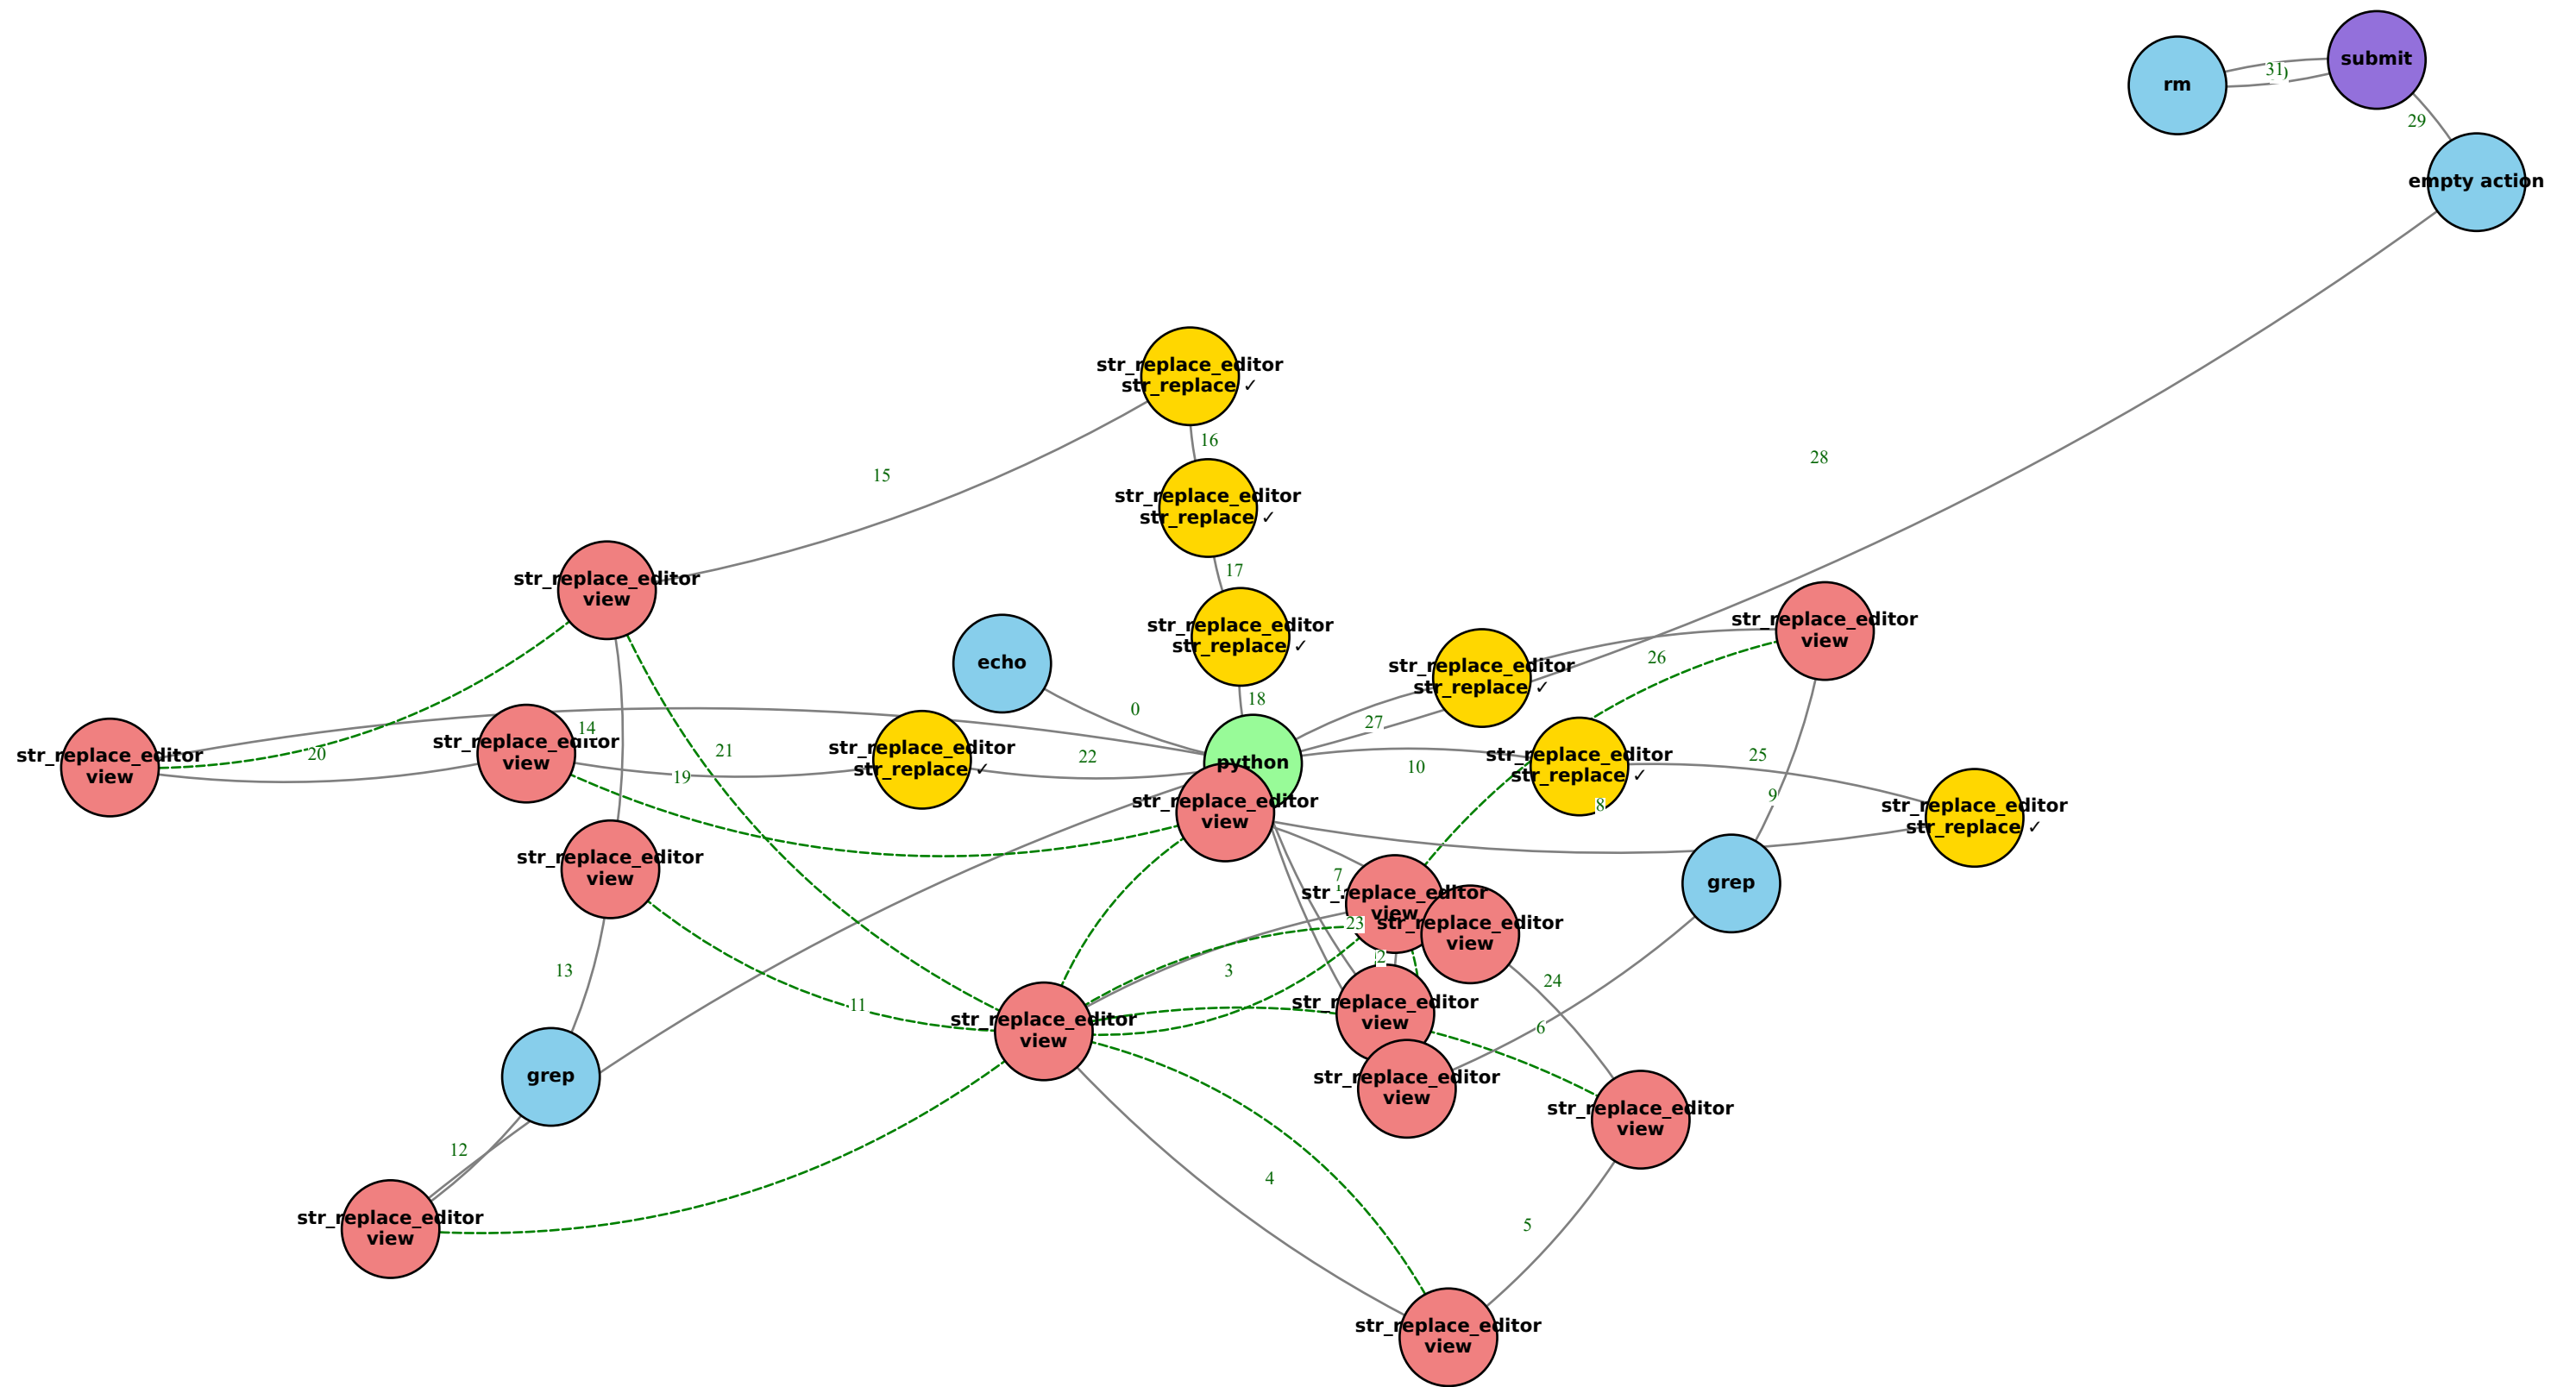 submit
rm
31
29
empty action
str_replace_editor
str_replace ✓
16
28
15
str_replace_editor
str_replace ✓
17
str_replace_editor
view
str_replace_editor
view
str_replace_editor
str_replace ✓
26
echo
str_replace_editor
str_replace ✓
18
0
27
14
21
20
str_replace_editor
view
str_replace_editor
view
19
str_replace_editor
str_replace ✓
22
python
10
str_replace_editor
str_replace ✓
25
8
9
str_replace_editor
view
str_replace_editor
str_replace ✓
str_replace_editor
view
7
1
str_replace_editor
view
grep
23
str_replace_editor
view
2
13
3
24
11
str_replace_editor
view
str_replace_editor
view
6
grep
str_replace_editor
view
str_replace_editor
view
12
4
5
str_replace_editor
view
str_replace_editor
view